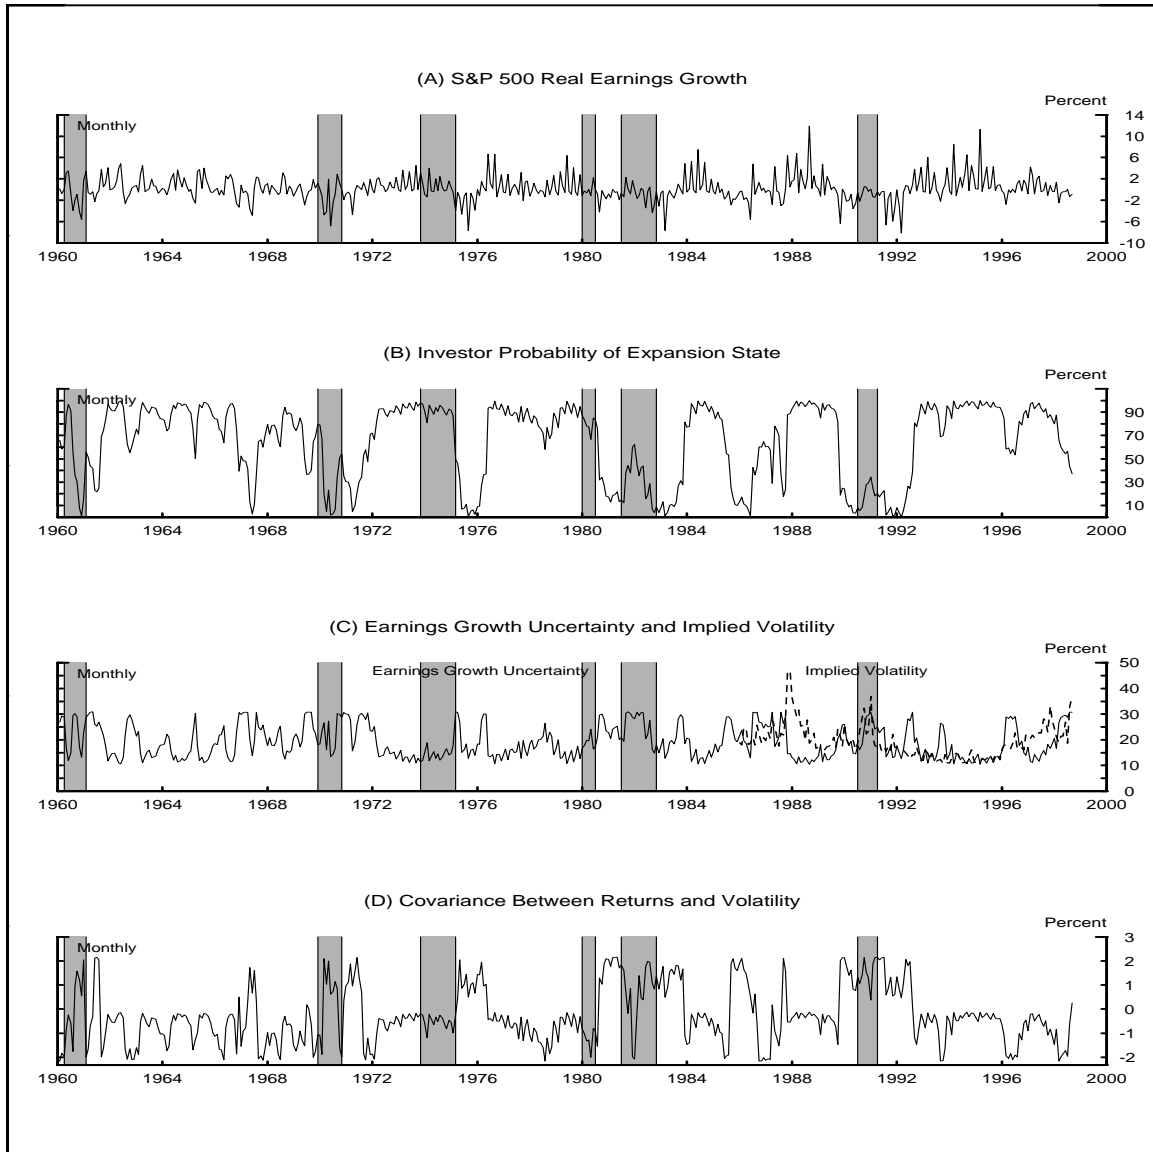 (A) S&P 500 Real Earnings Growth
Percent
Monthly
14
10
6
2
-2
-6
-10
1960 1964 1968 1972 1976 1980 1984 1988 1992 1996 2000
(B) Investor Probability of Expansion State
Percent
Monthly
90
70
50
30
10
1960 1964 1968 1972 1976 1980 1984 1988 1992 1996 2000
(C) Earnings Growth Uncertainty and Implied Volatility
Percent
Monthly Earnings Growth Uncertainty Implied Volatility
50
40
30
20
10
0
1960 1964 1968 1972 1976 1980 1984 1988 1992 1996 2000
(D) Covariance Between Returns and Volatility
Percent
Monthly
3
2
1
0
-1
-2
1960 1964 1968 1972 1976 1980 1984 1988 1992 1996 2000